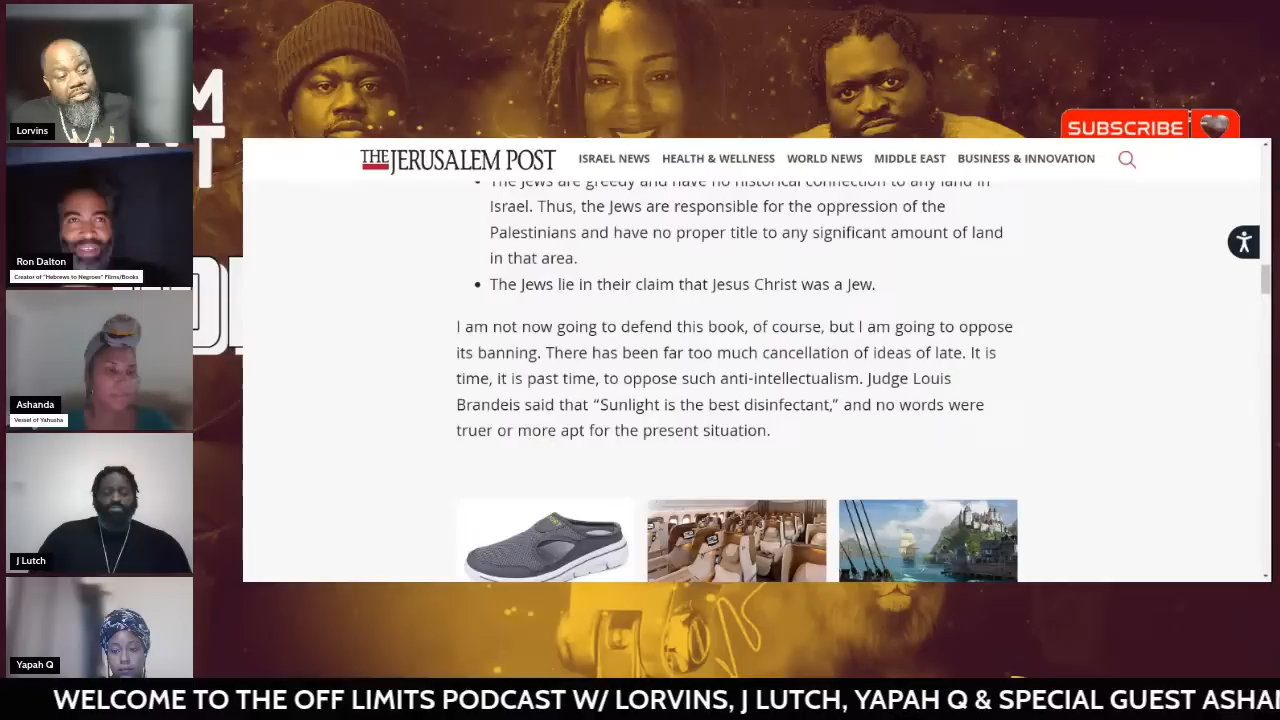 Lorvins
Ron Dalton
Creator of "Hebrews to Negroes" Films/Books
Ashanda
Vessel of Yahusha
J Lutch
Yapah Q
SUBSCRIBE
THE JERUSALEM POST
ISRAEL NEWS HEALTH & WELLNESS WORLD NEWS MIDDLE EAST BUSINESS & INNOVATION
• The Jews are greedy and have no historical connection to any land in
Israel. Thus, the Jews are responsible for the oppression of the
Palestinians and have no proper title to any significant amount of land
in that area.
• The Jews lie in their claim that Jesus Christ was a Jew.
I am not now going to defend this book, of course, but I am going to oppose
its banning. There has been far too much cancellation of ideas of late. It is
time, it is past time, to oppose such anti-intellectualism. Judge Louis
Brandeis said that “Sunlight is the best disinfectant,” and no words were
truer or more apt for the present situation.
WELCOME TO THE OFF LIMITS PODCAST W/ LORVINS, J LUTCH, YAPAH Q & SPECIAL GUEST ASHAN